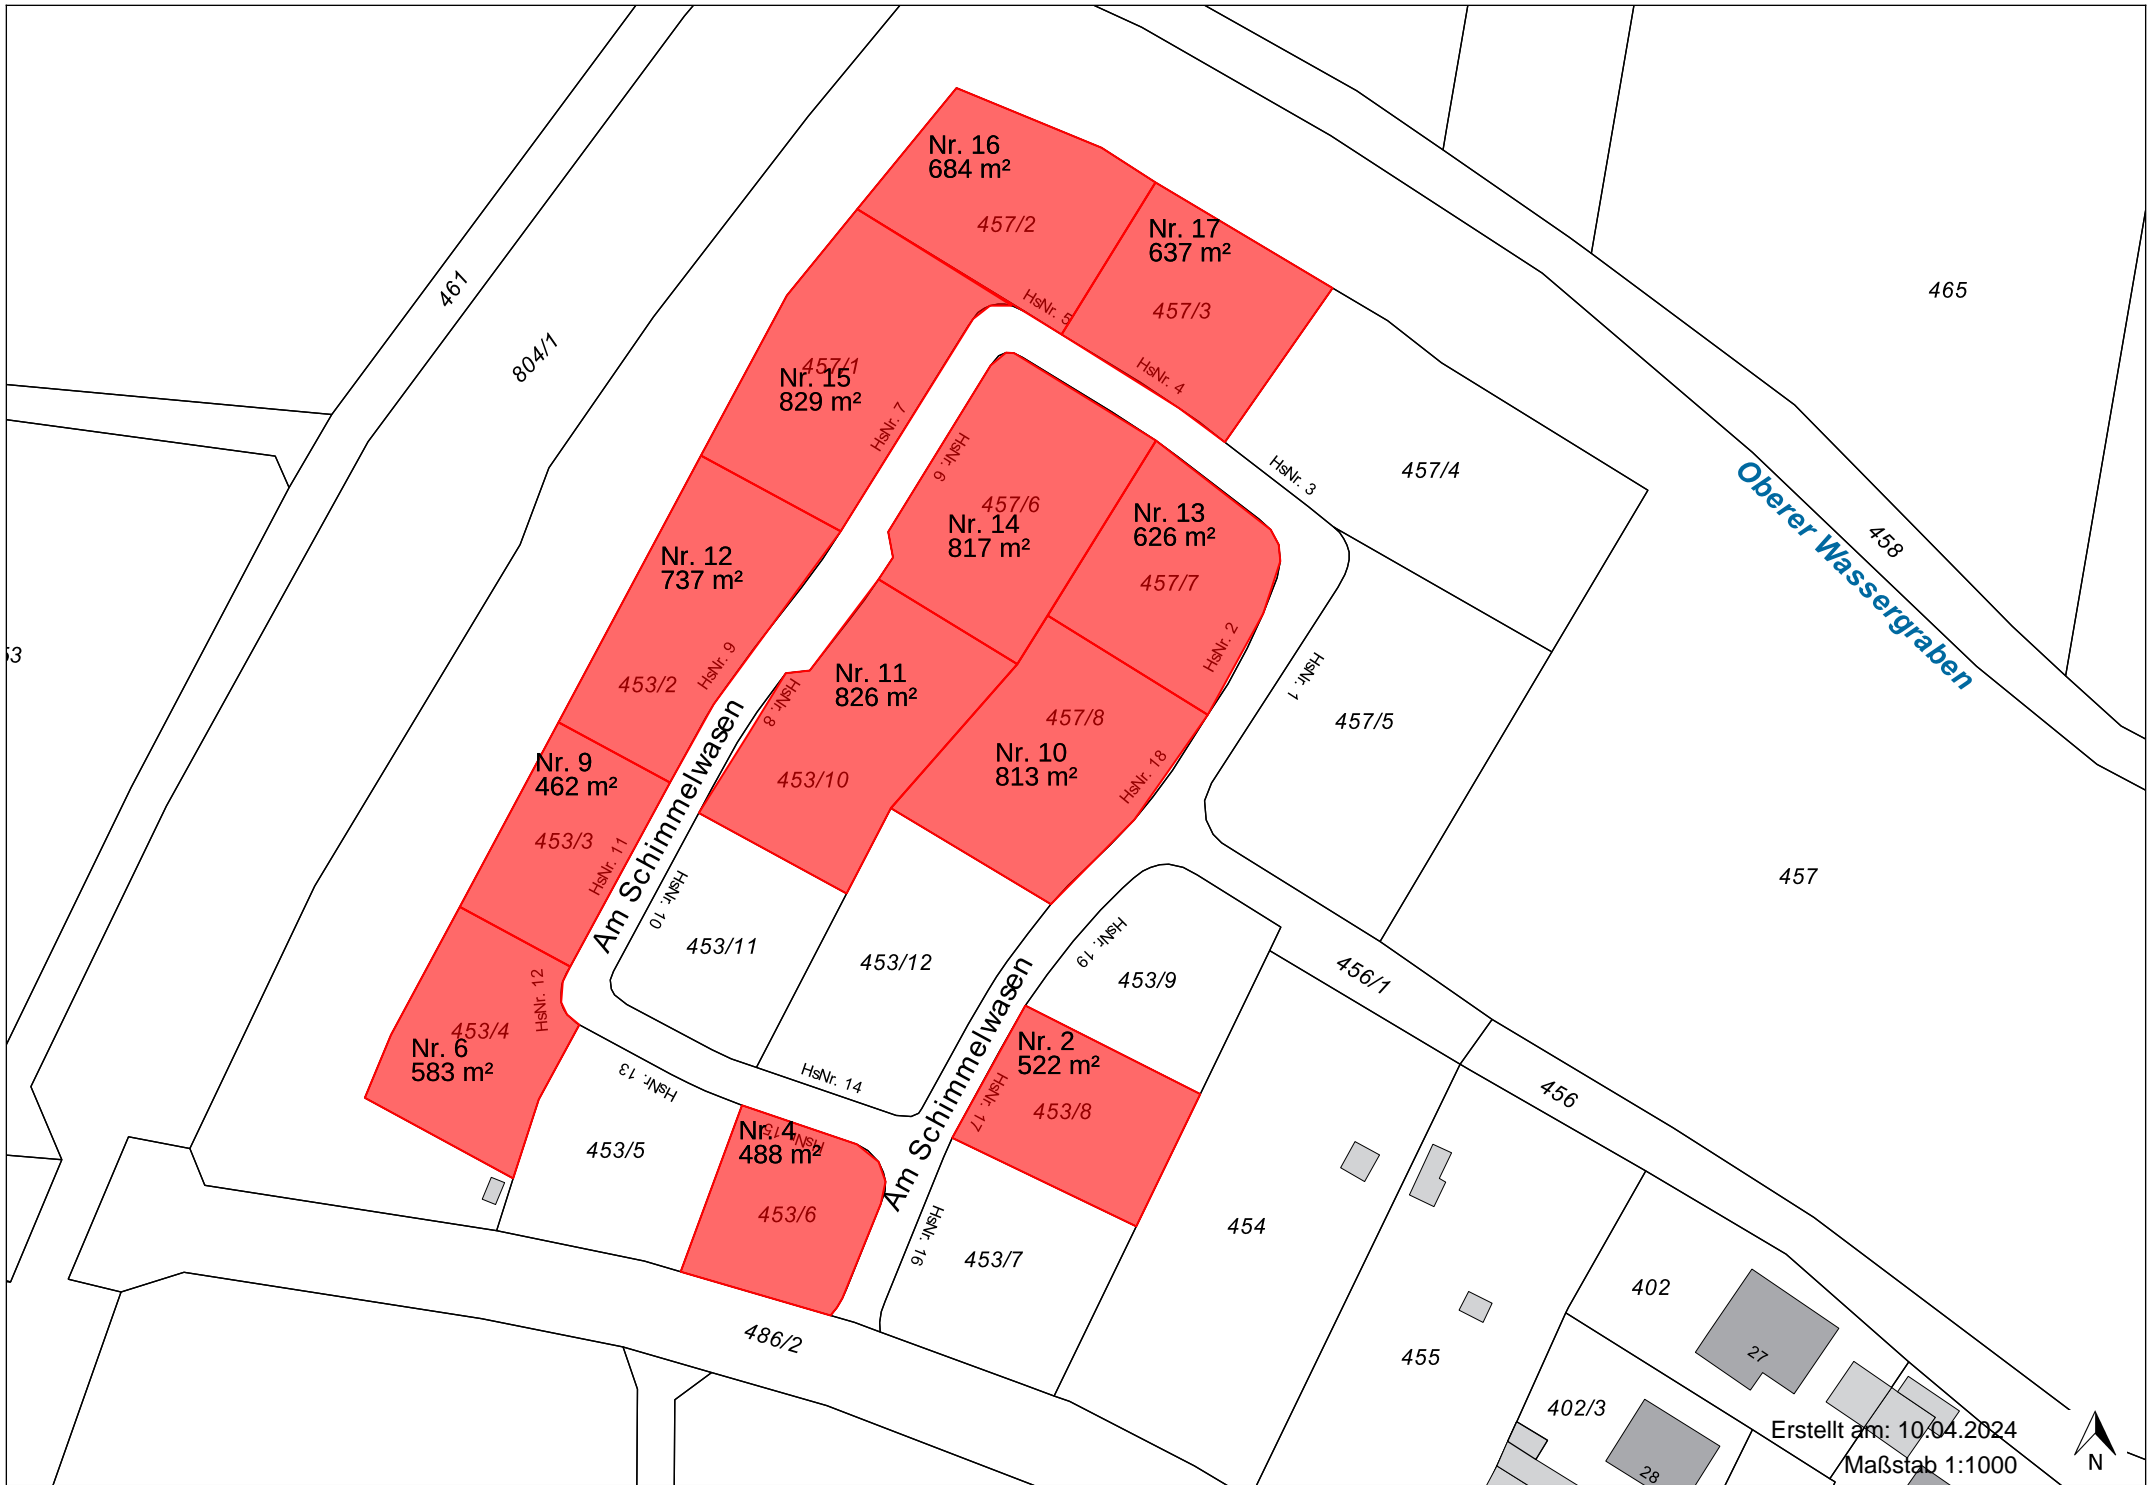 Nr. 16
684 m²
457/2
HsNr. 5
Nr. 17
637 m²
457/3
HsNr. 4
465
461
804/1
457/1
Nr. 15
829 m²
HsNr. 7
HsNr. 6
457/6
Nr. 14
817 m²
Nr. 13
626 m²
457/7
HsNr. 2
HsNr. 3
457/4
Oberer Wassergraben
458
Nr. 12
737 m²
453/2
HsNr. 9
53
Nr. 11
826 m²
HsNr. 8
453/10
457/8
Nr. 10
813 m²
HsNr. 18
HsNr. 1
457/5
457
Nr. 9
462 m²
453/3
HsNr. 11
Am Schimmelwasen
HsNr. 10
453/11
453/12
HsNr. 19
453/9
456/1
HsNr. 12
453/4
Nr. 6
583 m²
HsNr. 13
HsNr. 14
Am Schimmelwasen
Nr. 2
522 m²
HsNr. 17
453/8
456
453/5
Nr. 4
488 m²
HsNr. 15
453/6
HsNr. 16
453/7
454
402
27
486/2
455
402/3
28
Erstellt am: 10.04.2024
Maßstab 1:1000
N